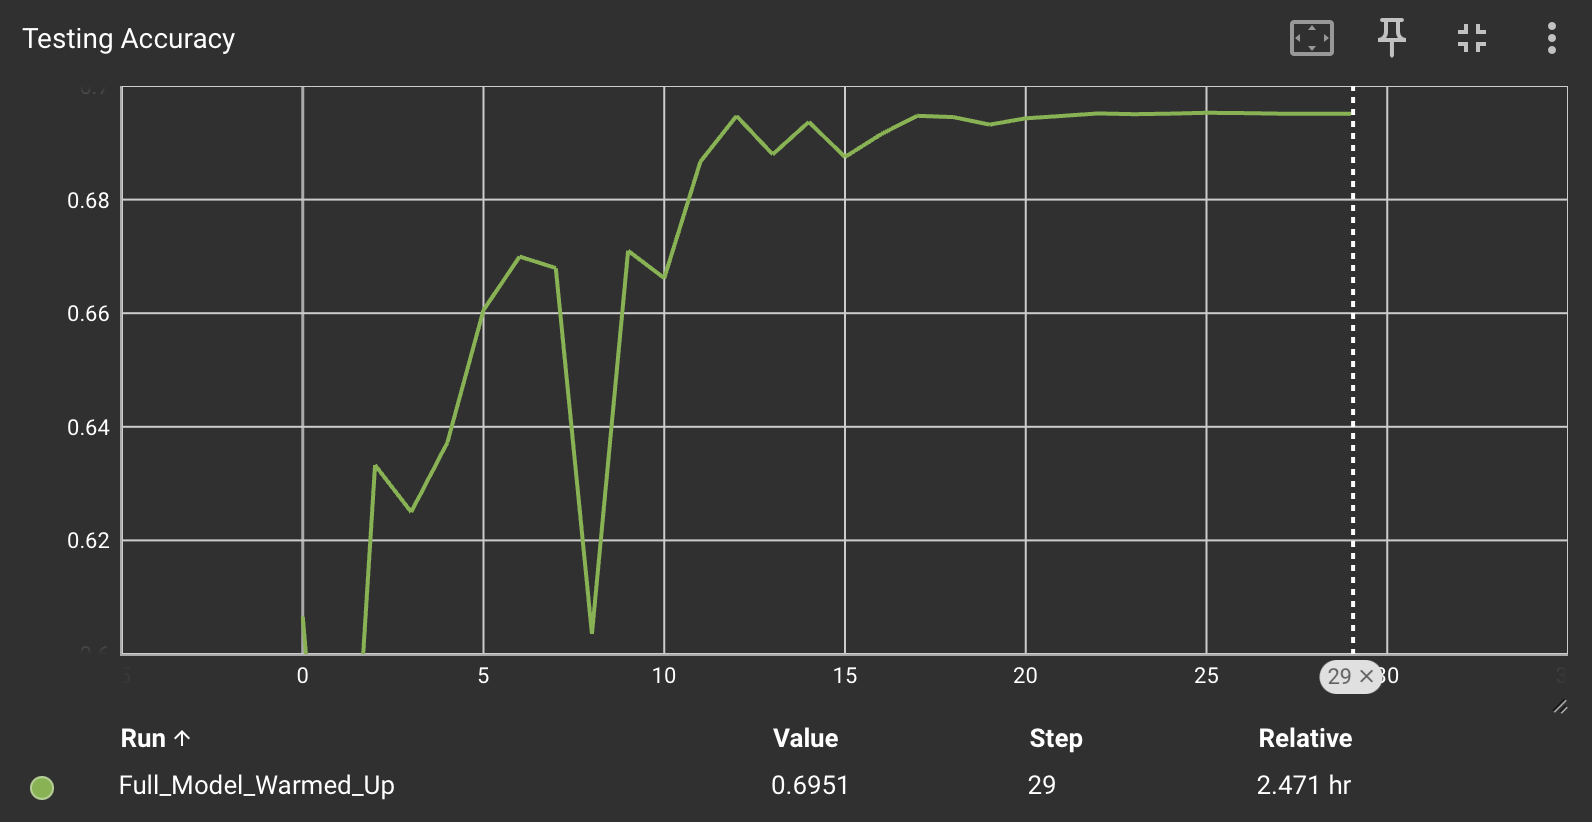 Testing Accuracy
0.68
0.66
0.64
0.62
0 5 10 15 20 25 29 × 30
Run ↑ Value Step Relative
Full_Model_Warmed_Up 0.6951 29 2.471 hr